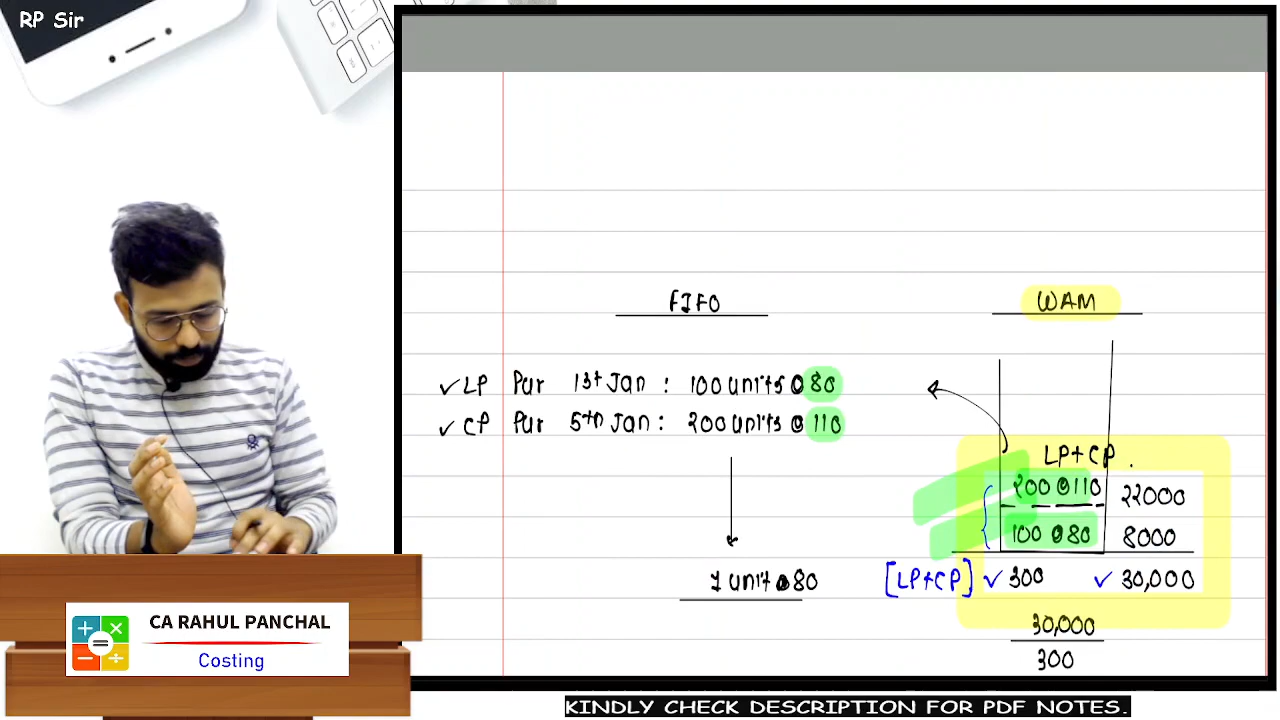 RP Sir
FIFO
WAM
✓ LP Pur 1st Jan : 100 units @ 80
✓ CP Pur 5th Jan : 200 units @ 110
LP + CP .
200 @ 110 22000
100 @ 80 8000
1 unit @ 80
[LP+CP] ✓ 300 ✓ 30,000
30,000
300
CA RAHUL PANCHAL
Costing
KINDLY CHECK DESCRIPTION FOR PDF NOTES.